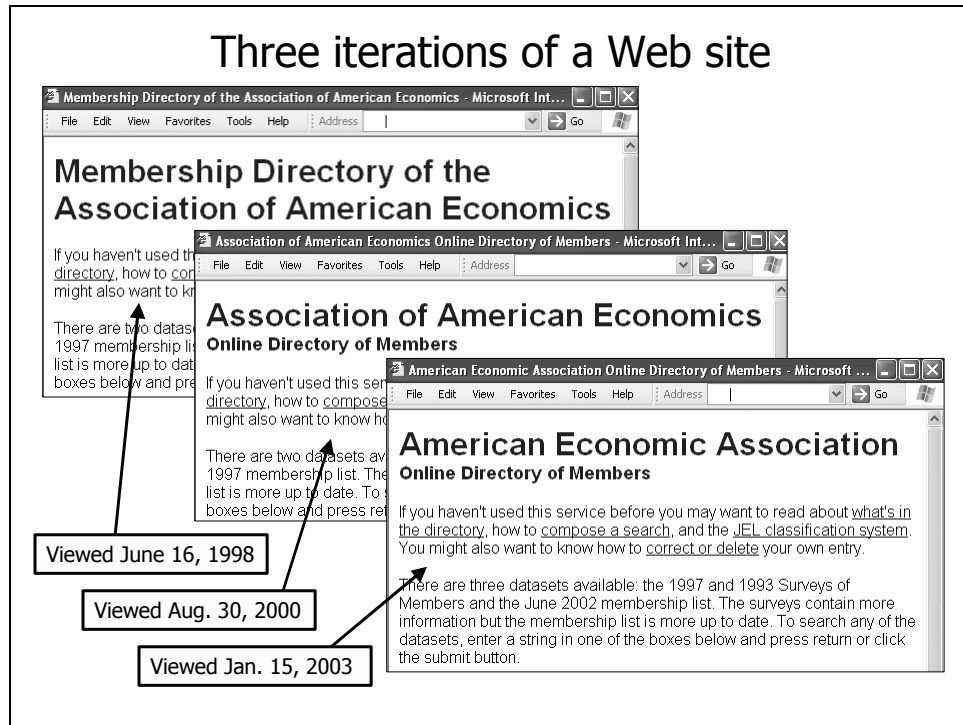 Three iterations of a Web site
Membership Directory of the Association of American Economics - Microsoft Int...
File Edit View Favorites Tools Help Address Go
Membership Directory of the
Association of American Economics
If you haven't used th
directory, how to con
might also want to kn
There are two datase
1997 membership li
list is more up to dat
boxes below and pre
Association of American Economics Online Directory of Members - Microsoft Int...
File Edit View Favorites Tools Help Address Go
Association of American Economics
Online Directory of Members
If you haven't used this ser
directory, how to compose
might also want to know ho
There are two datasets av
1997 membership list. The
list is more up to date. To s
boxes below and press ret
American Economic Association Online Directory of Members - Microsoft ...
File Edit View Favorites Tools Help Address Go
American Economic Association
Online Directory of Members
If you haven't used this service before you may want to read about what's in
the directory, how to compose a search, and the JEL classification system.
You might also want to know how to correct or delete your own entry.
There are three datasets available: the 1997 and 1993 Surveys of
Members and the June 2002 membership list. The surveys contain more
information but the membership list is more up to date. To search any of the
datasets, enter a string in one of the boxes below and press return or click
the submit button.
Viewed June 16, 1998
Viewed Aug. 30, 2000
Viewed Jan. 15, 2003